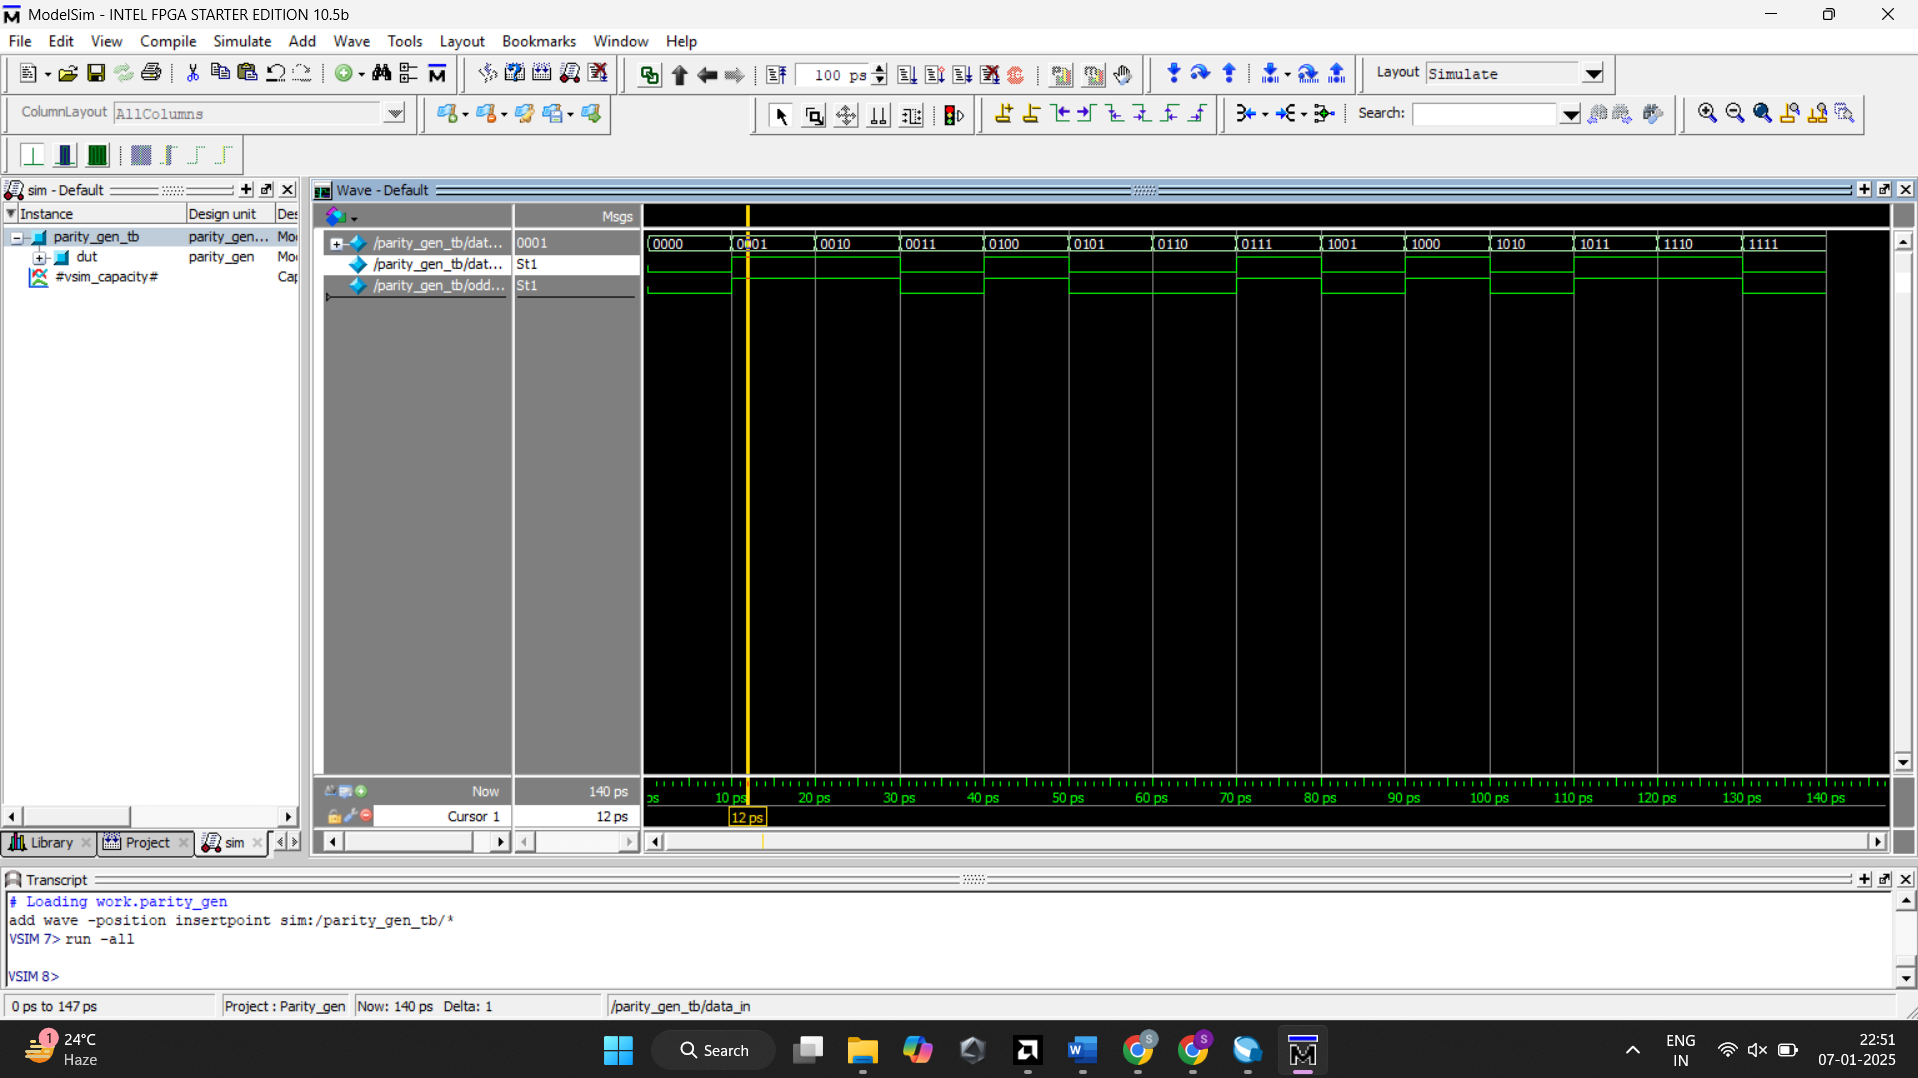 ModelSim - INTEL FPGA STARTER EDITION 10.5b
File Edit View Compile Simulate Add Wave Tools Layout Bookmarks Window Help
100 ps
Layout Simulate
ColumnLayout AllColumns
Search:
sim - Default
Instance Design unit
parity_gen_tb parity_gen...
dut parity_gen
#vsim_capacity#
Library Project sim
Wave - Default
Msgs
/parity_gen_tb/dat... 0001
/parity_gen_tb/dat... St1
/parity_gen_tb/odd... St1
0000 0001 0010 0011 0100 0101 0110 0111 1001 1000 1010 1011 1110 1111
Now 140 ps
Cursor 1 12 ps
10 ps 20 ps 30 ps 40 ps 50 ps 60 ps 70 ps 80 ps 90 ps 100 ps 110 ps 120 ps 130 ps 140 ps
12 ps
Transcript
# Loading work.parity_gen
add wave -position insertpoint sim:/parity_gen_tb/*
VSIM 7> run -all
VSIM 8>
0 ps to 147 ps Project : Parity_gen Now: 140 ps Delta: 1 /parity_gen_tb/data_in
1 24°C
Haze
Search
ENG
IN
22:51
07-01-2025